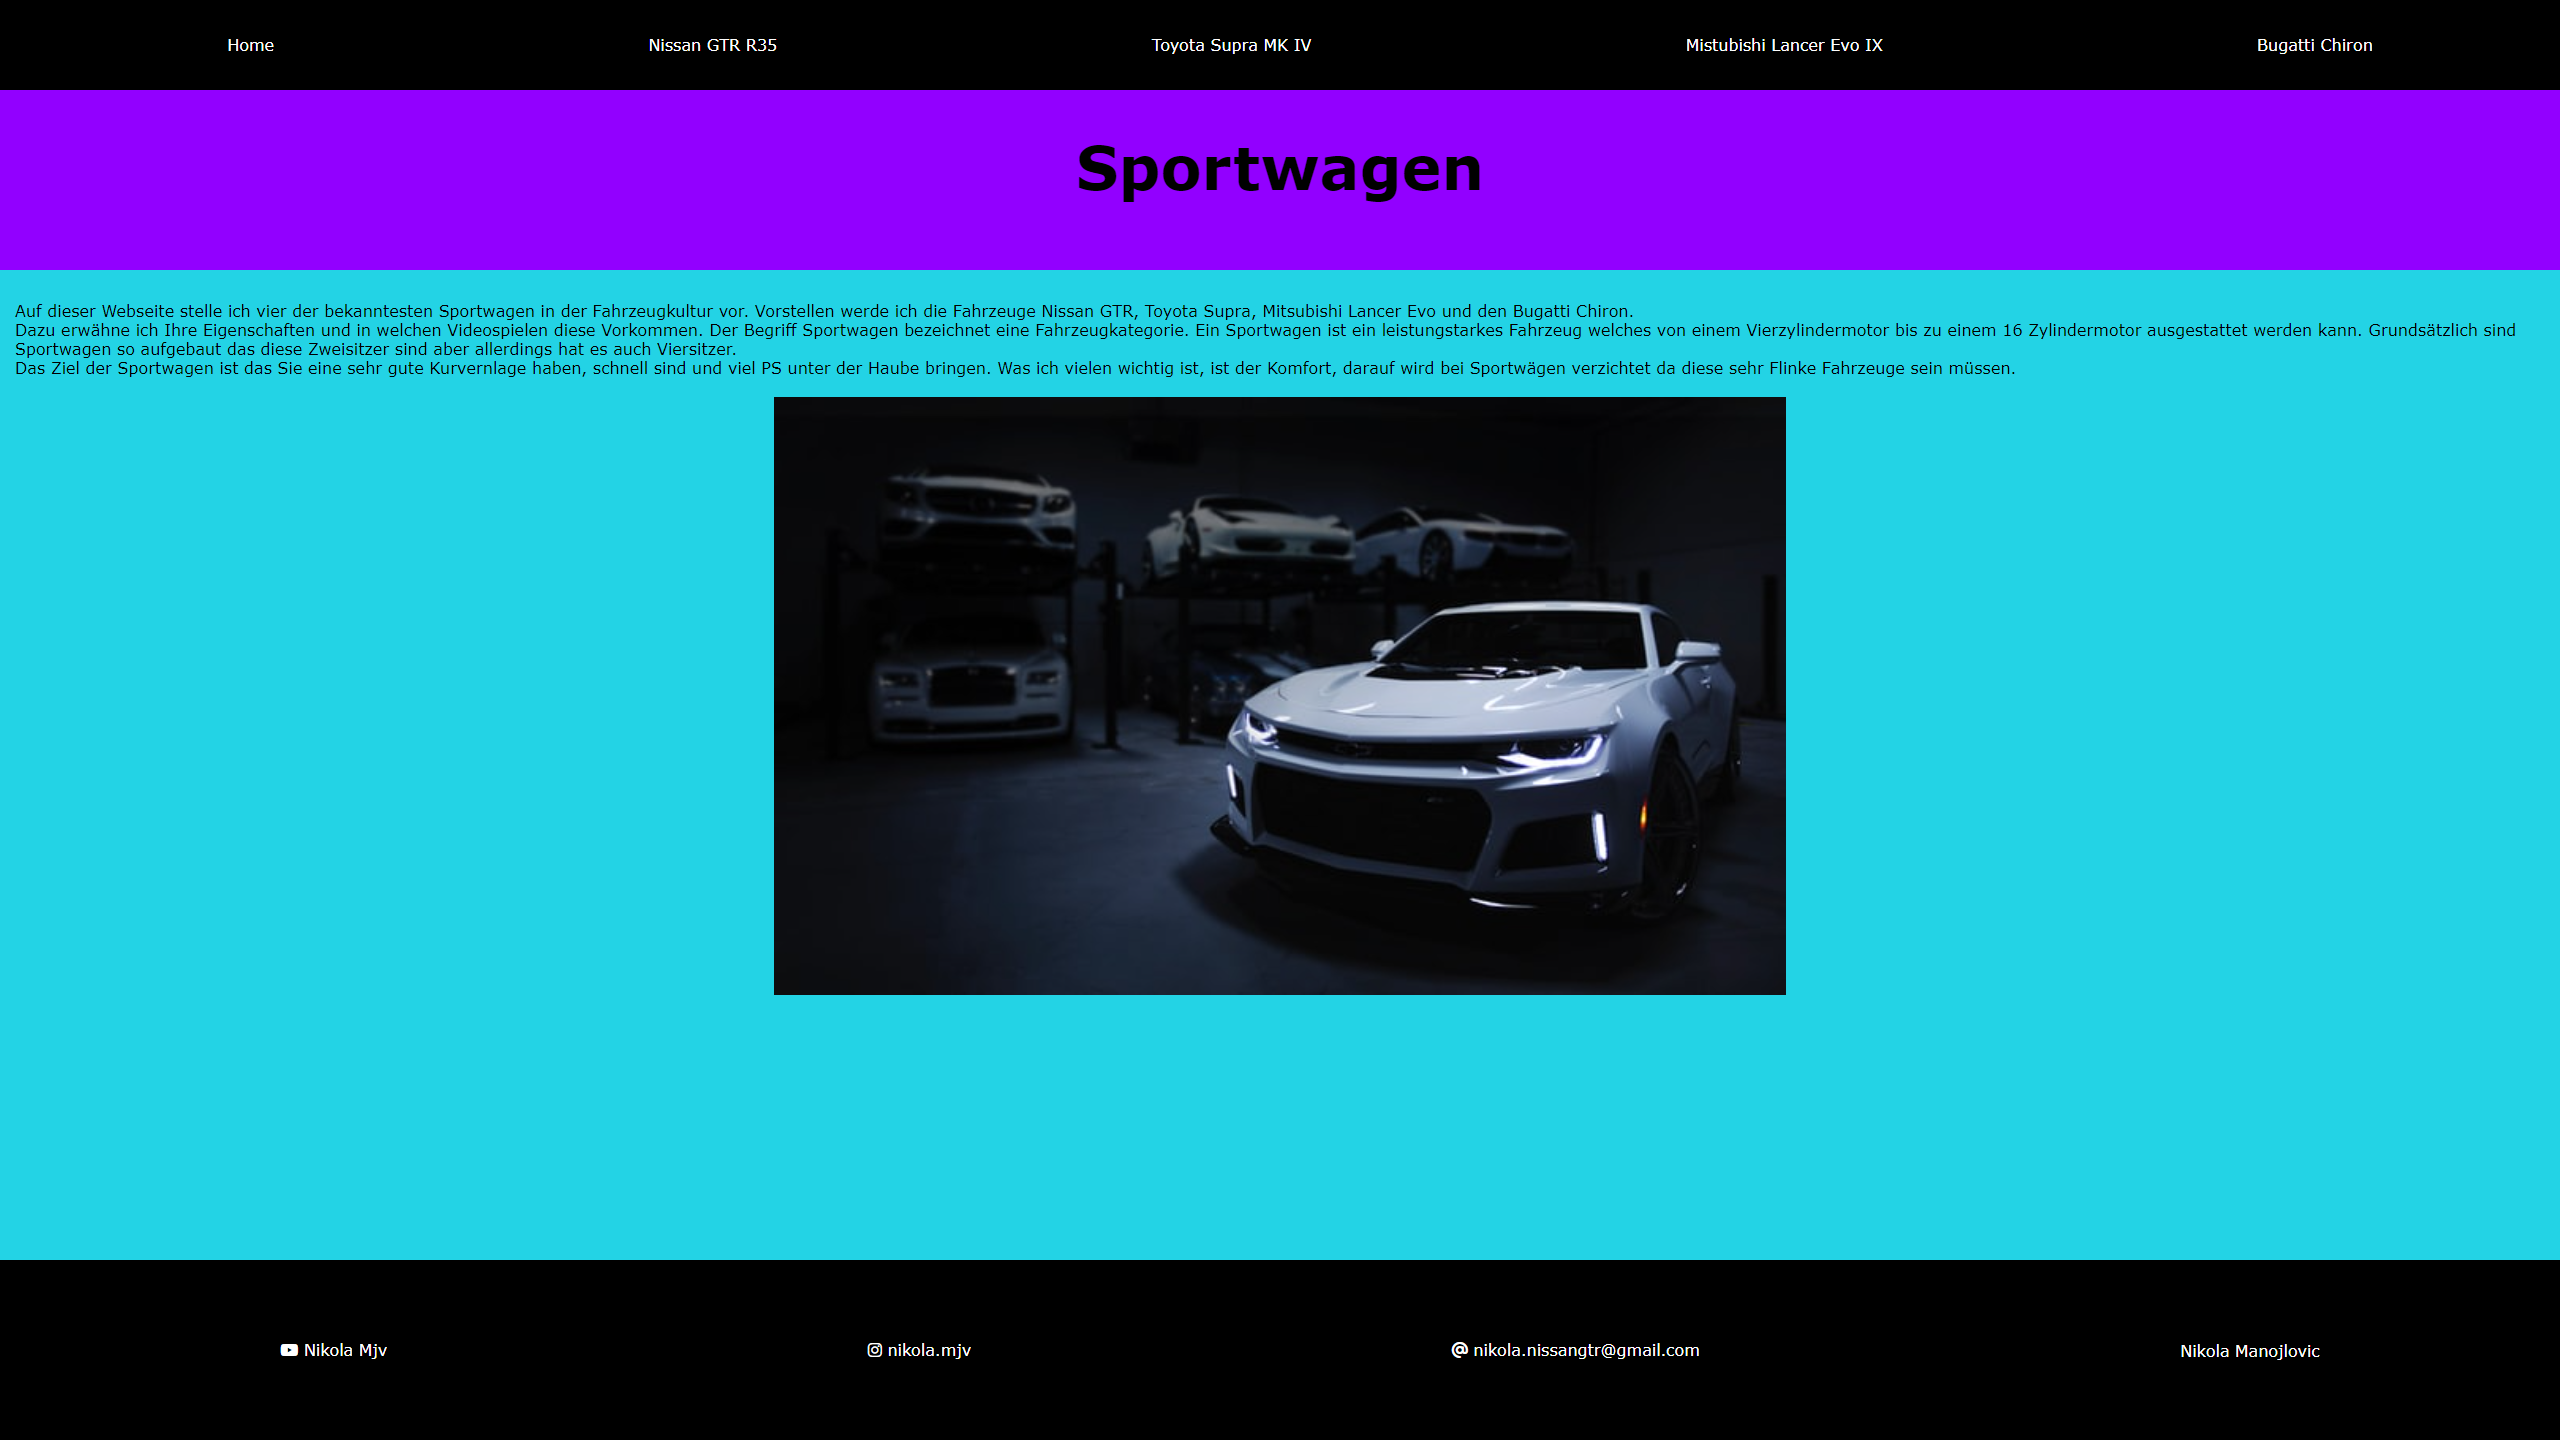 Home
Nissan GTR R35
Toyota Supra MK IV
Mistubishi Lancer Evo IX
Bugatti Chiron
Sportwagen
Auf dieser Webseite stelle ich vier der bekanntesten Sportwagen in der Fahrzeugkultur vor. Vorstellen werde ich die Fahrzeuge Nissan GTR, Toyota Supra, Mitsubishi Lancer Evo und den Bugatti Chiron.
Dazu erwähne ich Ihre Eigenschaften und in welchen Videospielen diese Vorkommen. Der Begriff Sportwagen bezeichnet eine Fahrzeugkategorie. Ein Sportwagen ist ein leistungstarkes Fahrzeug welches von einem Vierzylindermotor bis zu einem 16 Zylindermotor ausgestattet werden kann. Grundsätzlich sind
Sportwagen so aufgebaut das diese Zweisitzer sind aber allerdings hat es auch Viersitzer.
Das Ziel der Sportwagen ist das Sie eine sehr gute Kurvernlage haben, schnell sind und viel PS unter der Haube bringen. Was ich vielen wichtig ist, ist der Komfort, darauf wird bei Sportwägen verzichtet da diese sehr Flinke Fahrzeuge sein müssen.
Nikola Mjv
nikola.mjv
nikola.nissangtr@gmail.com
Nikola Manojlovic